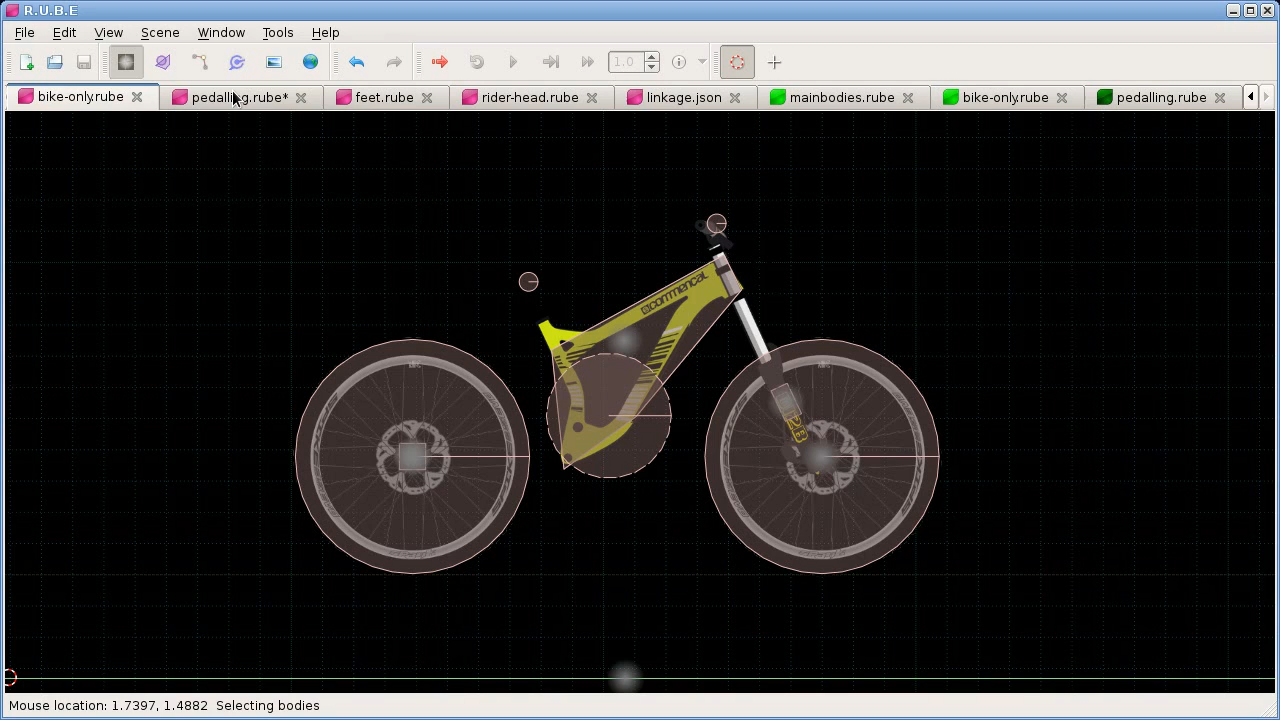 R.U.B.E
File Edit View Scene Window Tools Help
1.0
bike-only.rube pedalling.rube* feet.rube rider-head.rube linkage.json mainbodies.rube bike-only.rube pedalling.rube
commencal
Mouse location: 1.7397, 1.4882 Selecting bodies